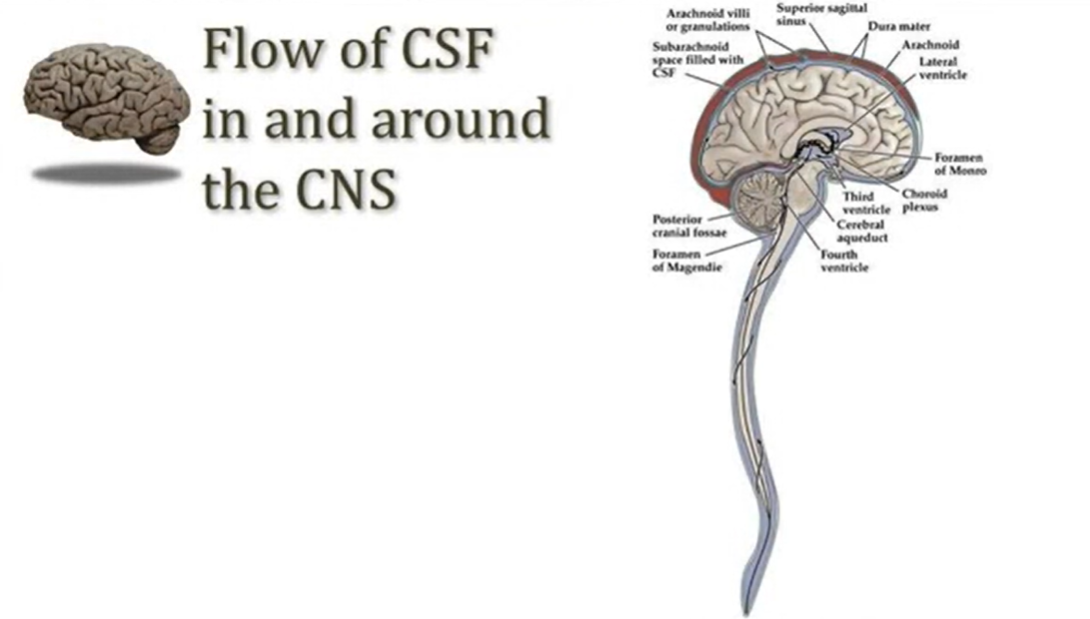 Flow of CSF
in and around
the CNS
Arachnoid villi
or granulations
Superior sagittal
sinus
Dura mater
Subarachnoid
space filled with
CSF
Arachnoid
Lateral
ventricle
Foramen
of Monro
Choroid
plexus
Third
ventricle
Cerebral
aqueduct
Posterior
cranial fossae
Foramen
of Magendie
Fourth
ventricle